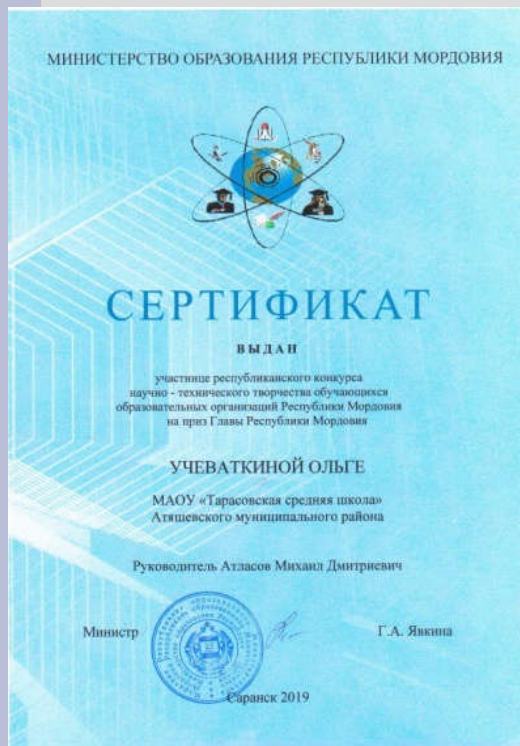 МИНИСТЕРСТВО ОБРАЗОВАНИЯ РЕСПУБЛИКИ МОРДОВИЯ
СЕРТИФИКАТ
ВЫДАН
участнице республиканского конкурса
научно - технического творчества обучающихся
образовательных организаций Республики Мордовия
на приз Главы Республики Мордовия
УЧЕВАТКИНОЙ ОЛЬГЕ
МАОУ «Тарасовская средняя школа»
Атяшевского муниципального района
Руководитель Атласов Михаил Дмитриевич
Министр
Г.А. Явкина
Саранск 2019